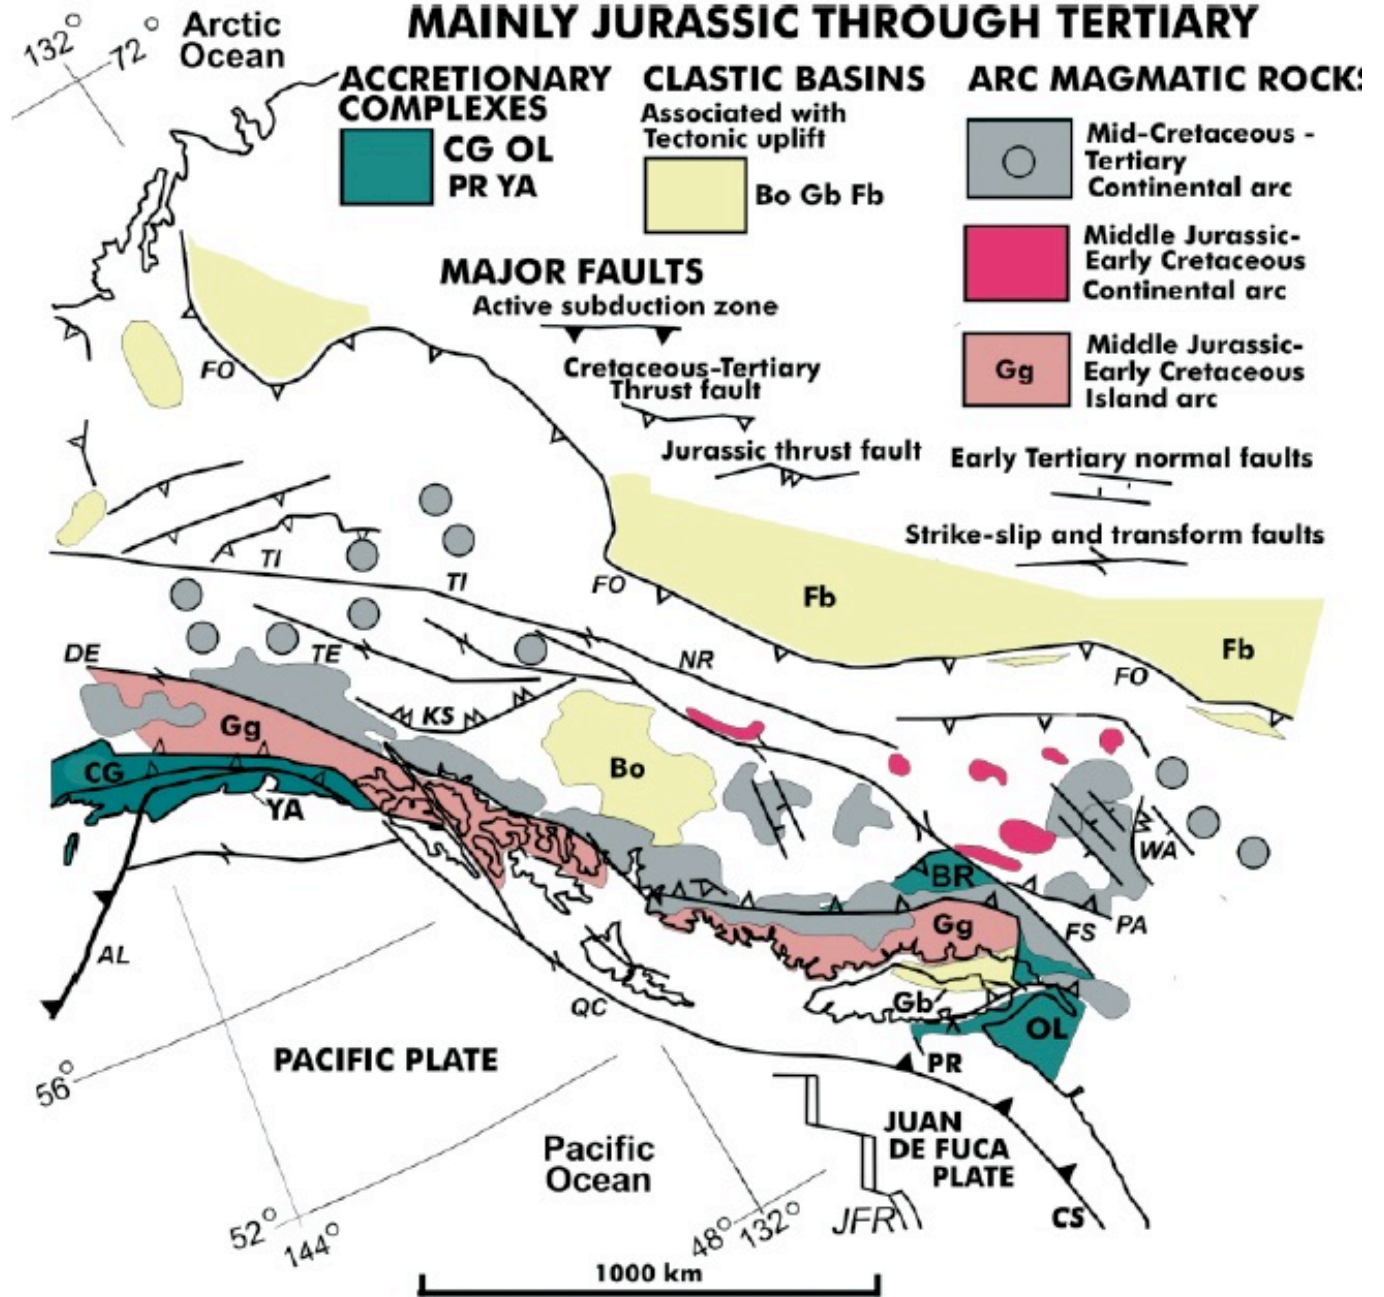 MAINLY JURASSIC THROUGH TERTIARY
132°
72°
Arctic
Ocean
ACCRETIONARY
COMPLEXES
CG OL
PR YA
CLASTIC BASINS
Associated with
Tectonic uplift
Bo Gb Fb
ARC MAGMATIC ROCKS
Mid-Cretaceous -
Tertiary
Continental arc
Middle Jurassic-
Early Cretaceous
Continental arc
Gg
Middle Jurassic-
Early Cretaceous
Island arc
MAJOR FAULTS
Active subduction zone
Cretaceous-Tertiary
Thrust fault
Jurassic thrust fault
Early Tertiary normal faults
Strike-slip and transform faults
FO
TI
TI
FO
Fb
Fb
DE
TE
NR
FO
KS
Gg
Bo
CG
YA
WA
BR
Gg
FS
PA
AL
QC
Gb
OL
PR
PACIFIC PLATE
56°
JUAN
DE FUCA
PLATE
Pacific
Ocean
52°
144°
48°
132°
JFR
CS
1000 km